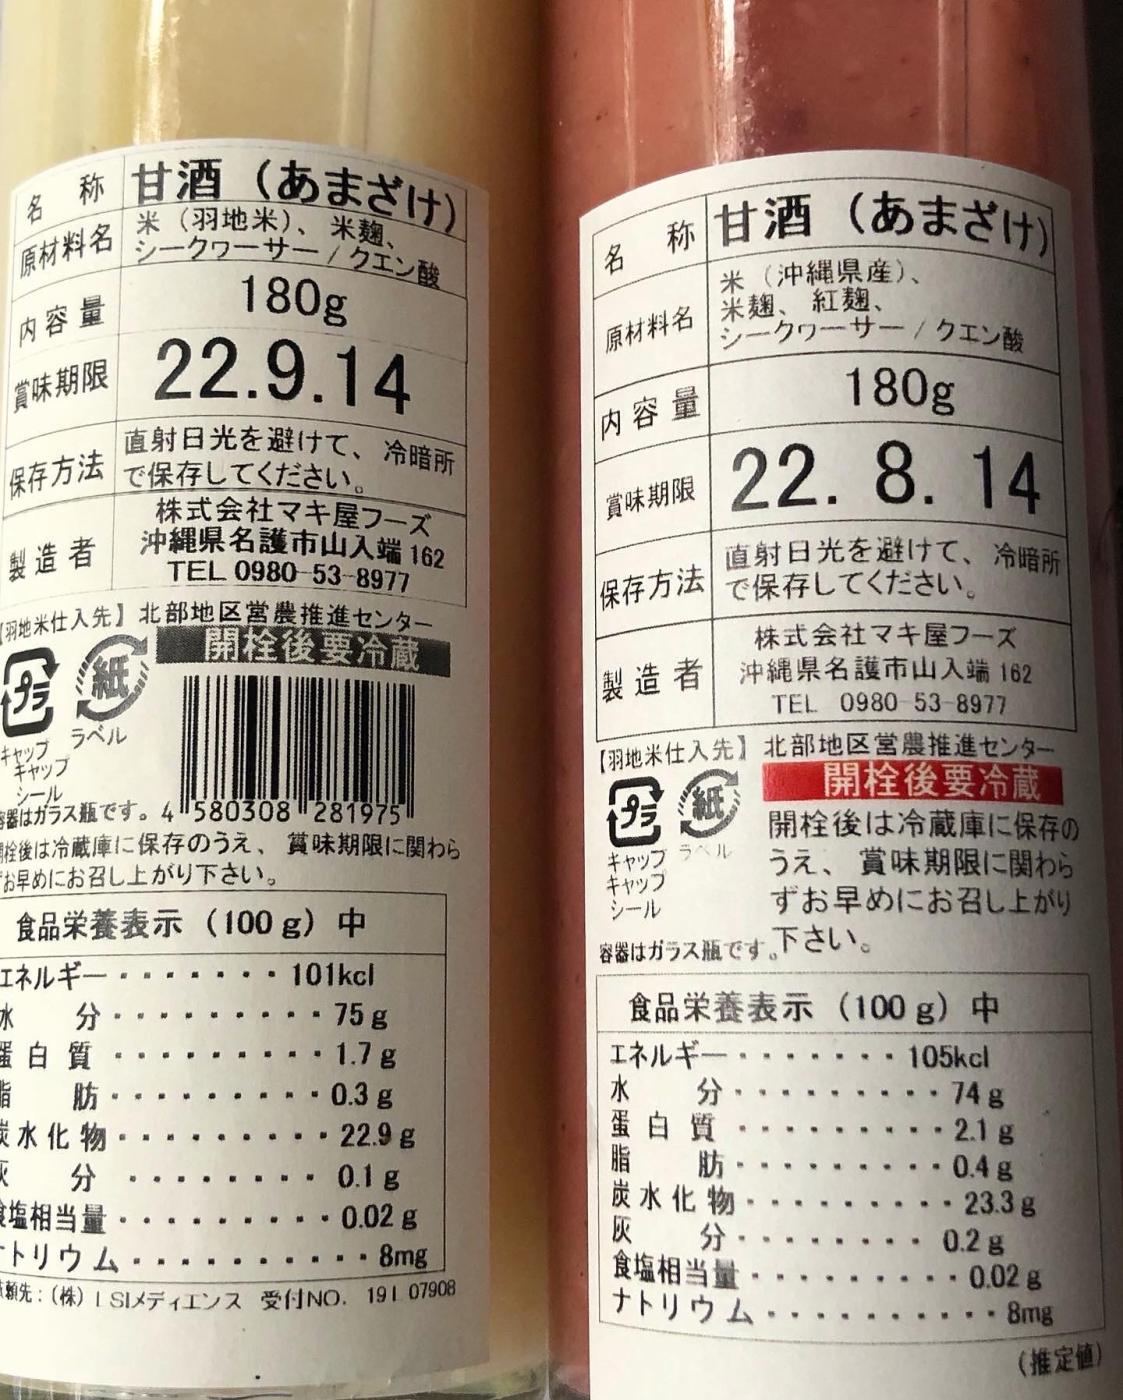 名称 甘酒（あまざけ）
原材料名 米（羽地米）、米麹、
シークヮーサー / クエン酸
内容量 180g
賞味期限 22.9.14
保存方法 直射日光を避けて、冷暗所
で保存してください。
製造者 株式会社マキ屋フーズ
沖縄県名護市山入端 162
TEL 0980-53-8977
【羽地米仕入先】北部地区営農推進センター
開栓後要冷蔵
プラ 紙
キャップ ラベル
キャップ
シール
容器はガラス瓶です。 4 580308 281975
開栓後は冷蔵庫に保存のうえ、賞味期限に関わら
ずお早めにお召し上がり下さい。
食品栄養表示（100g）中
エネルギー・・・・・・・101kcl
水分・・・・・・・・・75g
蛋白質・・・・・・・・・1.7g
脂肪・・・・・・・・・0.3g
炭水化物・・・・・・・・・22.9g
灰分・・・・・・・・・0.1g
食塩相当量・・・・・・・・・0.02g
ナトリウム・・・・・・・・・・8mg
依頼先：（株）LSIメディエンス 受付NO. 191 07908
名称 甘酒（あまざけ）
原材料名 米（沖縄県産）、
米麹、紅麹、
シークヮーサー / クエン酸
内容量 180g
賞味期限 22. 8. 14
保存方法 直射日光を避けて、冷暗所
で保存してください。
製造者 株式会社マキ屋フーズ
沖縄県名護市山入端 162
TEL 0980-53-8977
【羽地米仕入先】北部地区営農推進センター
開栓後要冷蔵
プラ 紙
キャップ ラベル
キャップ
シール
開栓後は冷蔵庫に保存の
うえ、賞味期限に関わら
ずお早めにお召し上がり
下さい。
容器はガラス瓶です。
食品栄養表示（100g）中
エネルギー・・・・・・・105kcl
水分・・・・・・・・・74g
蛋白質・・・・・・・・・2.1g
脂肪・・・・・・・・・0.4g
炭水化物・・・・・・・・・23.3g
灰分・・・・・・・・・0.2g
食塩相当量・・・・・・・・・0.02g
ナトリウム・・・・・・・・・・8mg
（推定値）